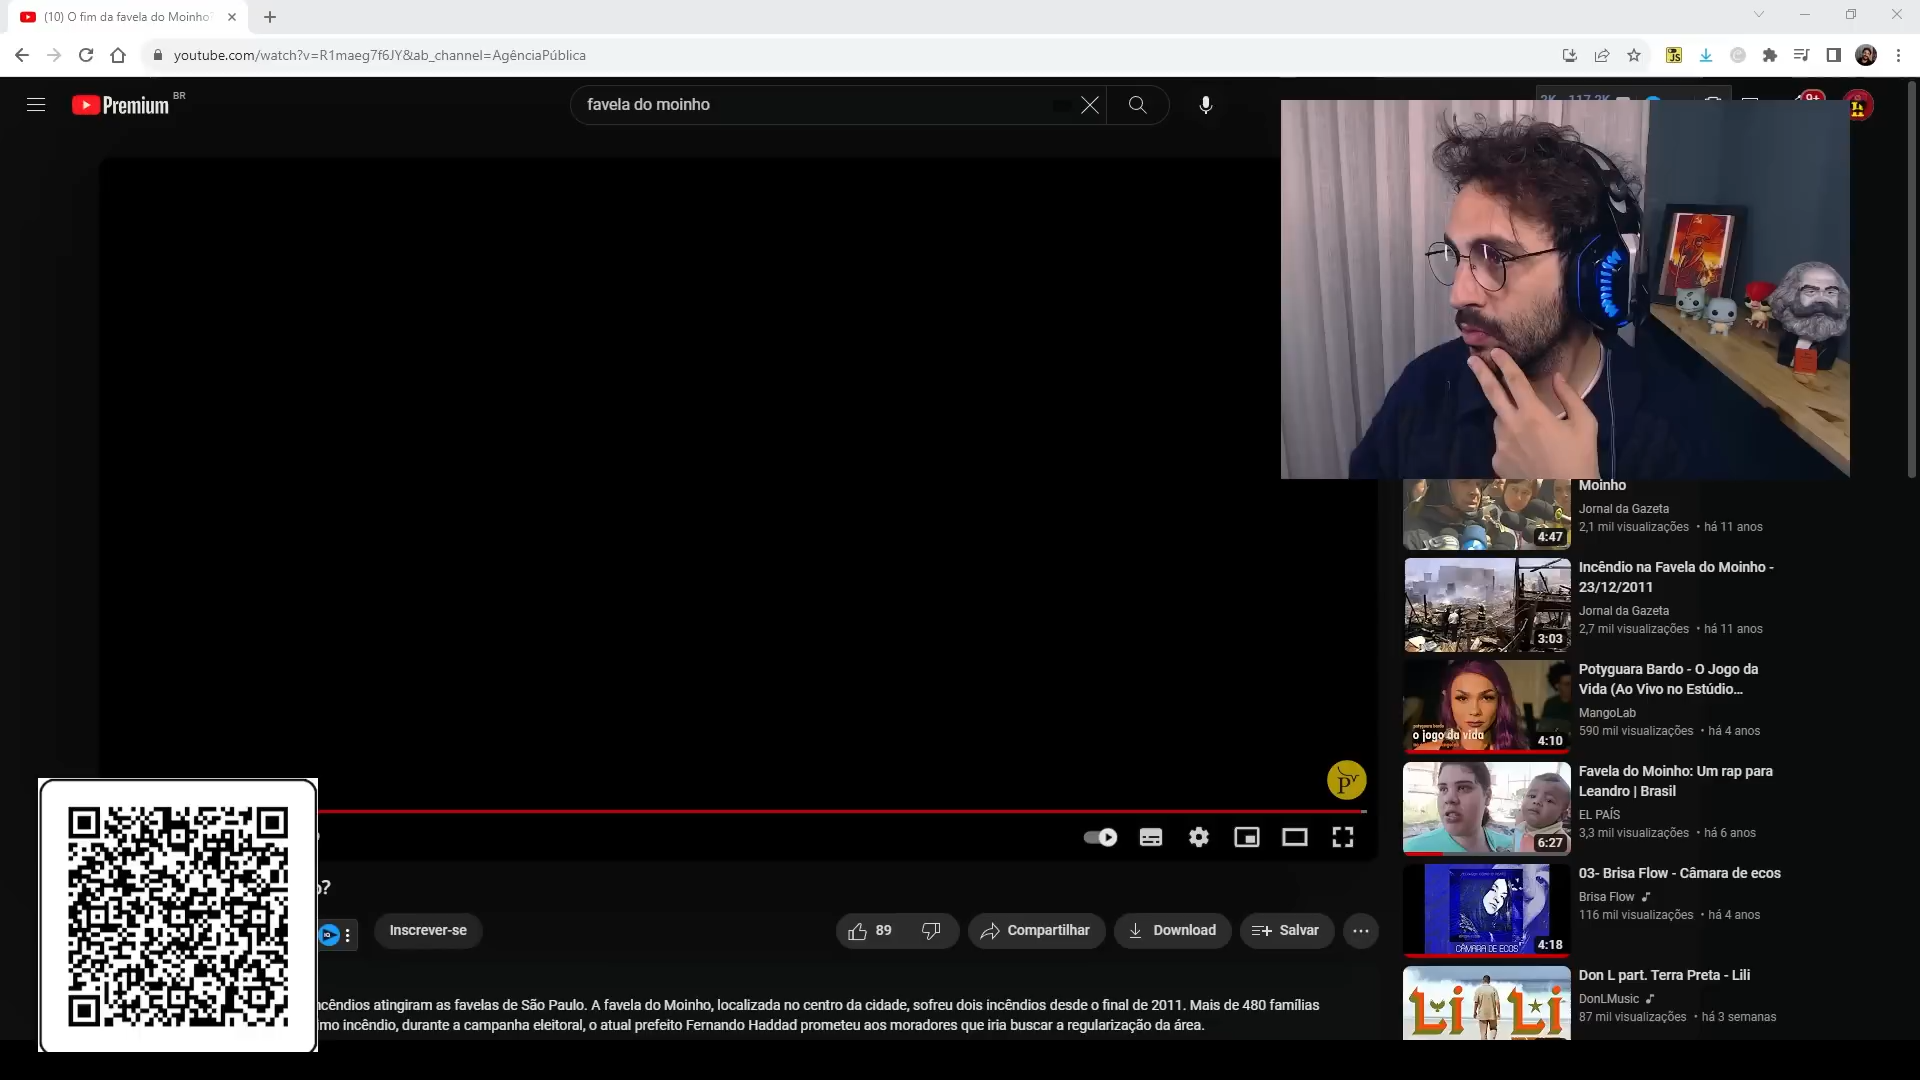 (10) O fim da favela do Moinho?
youtube.com/watch?v=R1maeg7f6JY&ab_channel=AgênciaPública
JS
Premium BR
favela do moinho
9+
Moinho
Jornal da Gazeta
2,1 mil visualizações • há 11 anos
4:47
Incêndio na Favela do Moinho -
23/12/2011
Jornal da Gazeta
2,7 mil visualizações • há 11 anos
3:03
Potyguara Bardo - O Jogo da
Vida (Ao Vivo no Estúdio...
MangoLab
590 mil visualizações • há 4 anos
o jogo da vida
4:10
Favela do Moinho: Um rap para
Leandro | Brasil
EL PAÍS
3,3 mil visualizações • há 6 anos
6:27
03- Brisa Flow - Câmara de ecos
Brisa Flow
116 mil visualizações • há 4 anos
CÂMARA DE ECOS
4:18
Don L part. Terra Preta - Lili
DonLMusic
87 mil visualizações • há 3 semanas
Li Li
P
o?
Inscrever-se
89
Compartilhar
Download
Salvar
ncêndios atingiram as favelas de São Paulo. A favela do Moinho, localizada no centro da cidade, sofreu dois incêndios desde o final de 2011. Mais de 480 famílias
imo incêndio, durante a campanha eleitoral, o atual prefeito Fernando Haddad prometeu aos moradores que iria buscar a regularização da área.